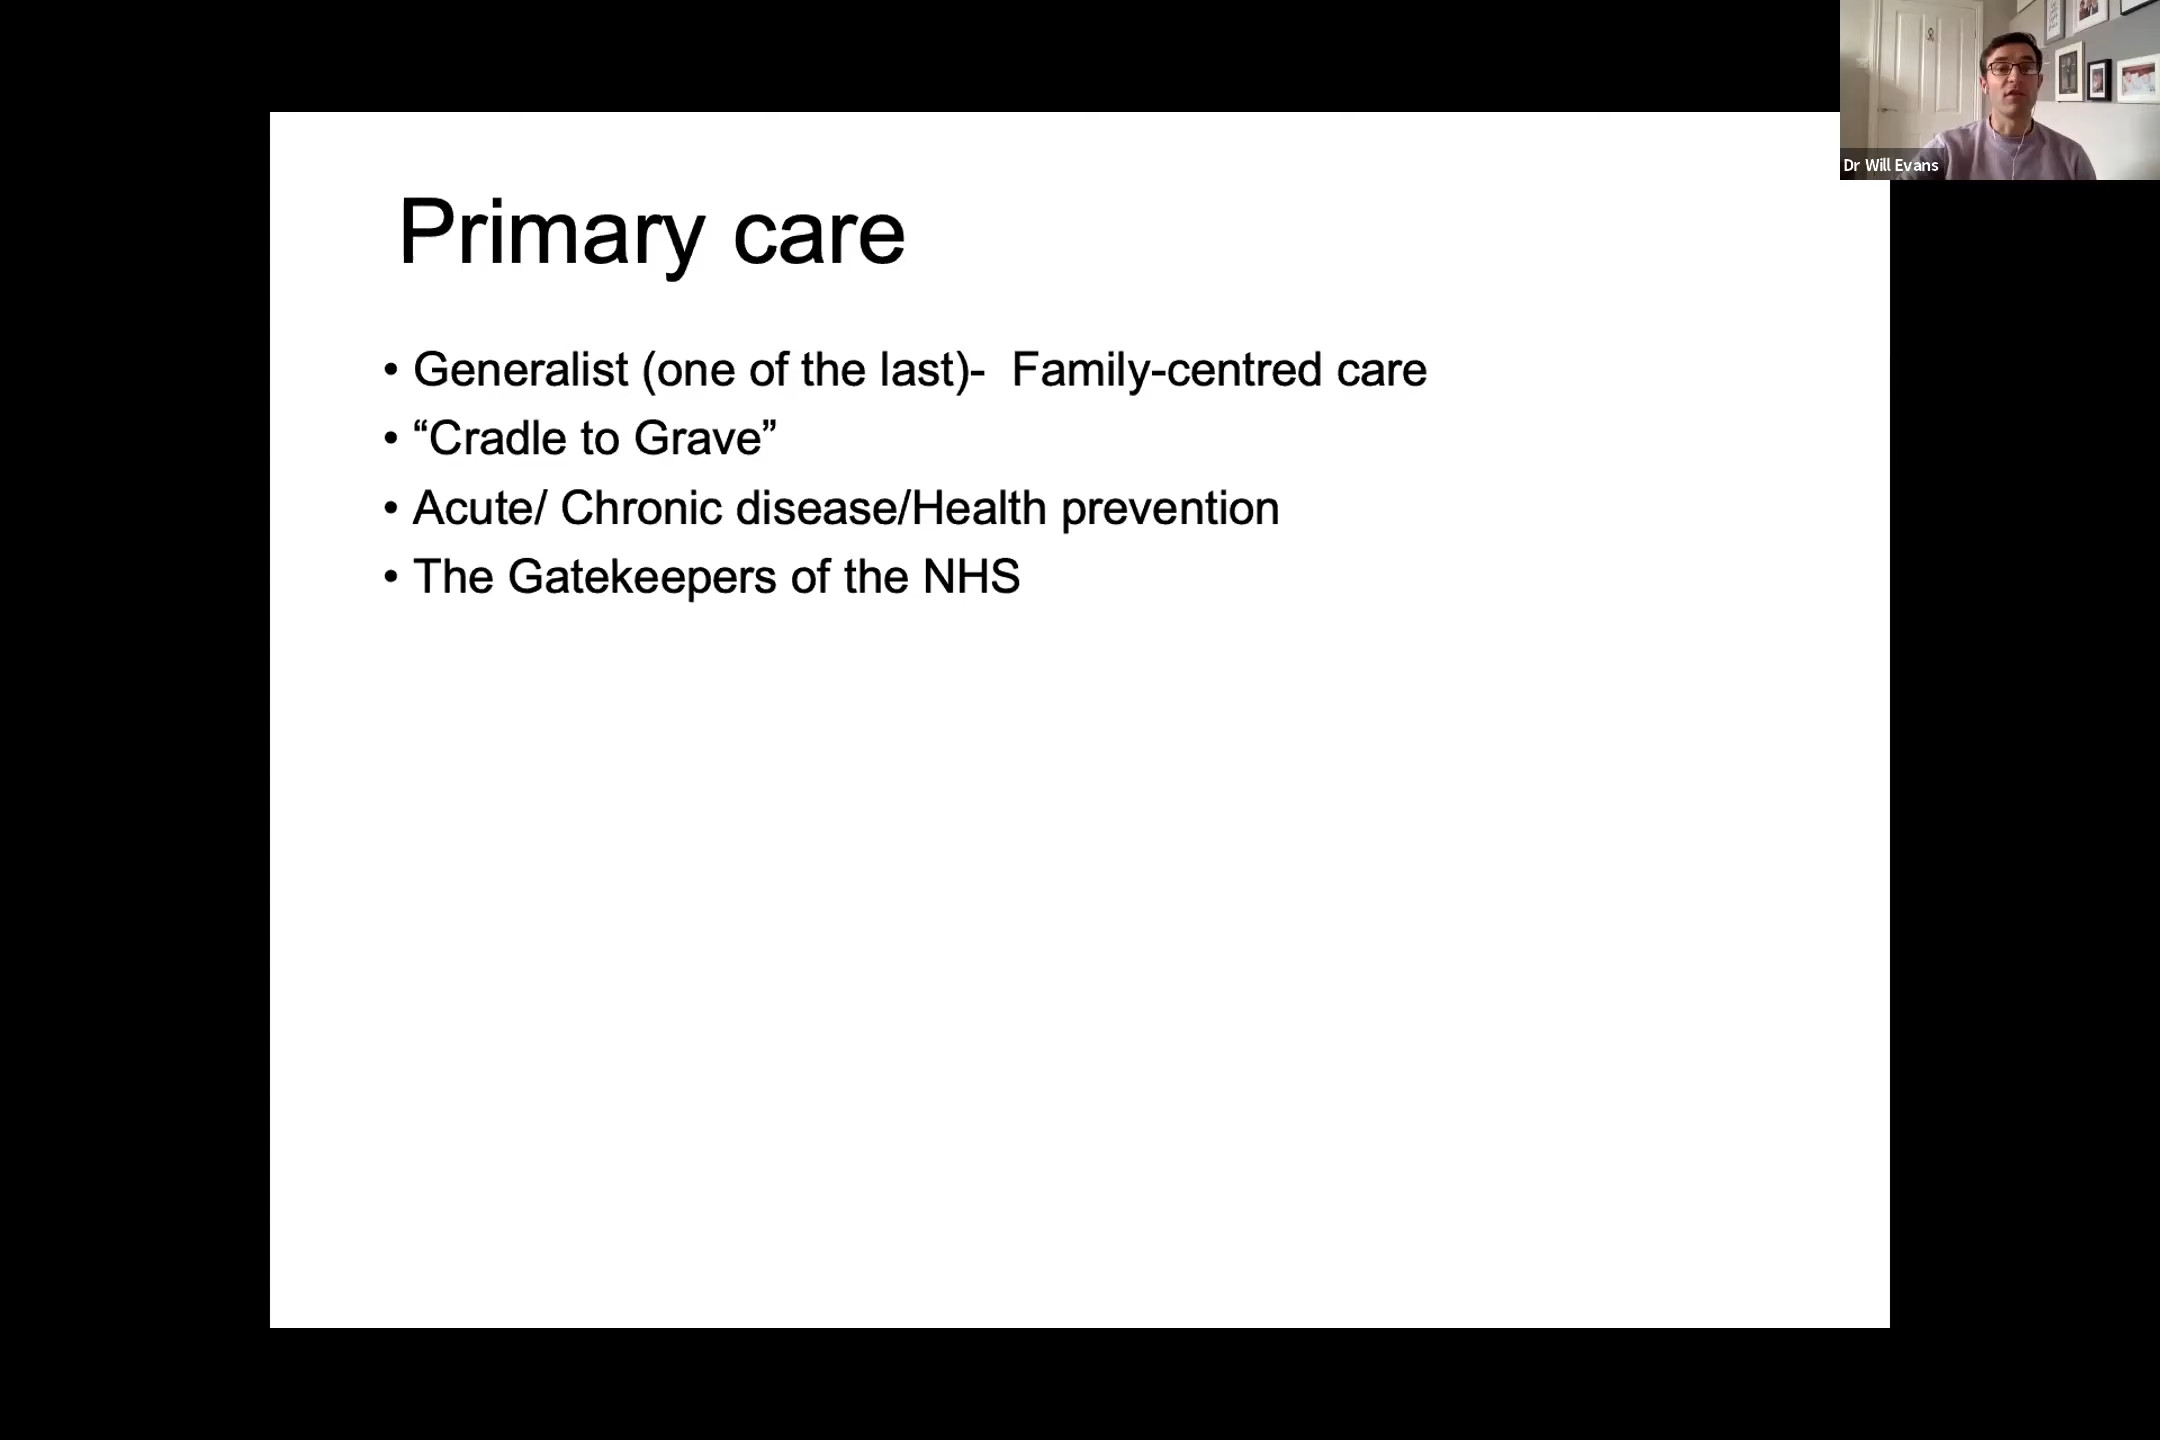 Dr Will Evans
Primary care
• Generalist (one of the last)-  Family-centred care
• “Cradle to Grave”
• Acute/ Chronic disease/Health prevention
• The Gatekeepers of the NHS